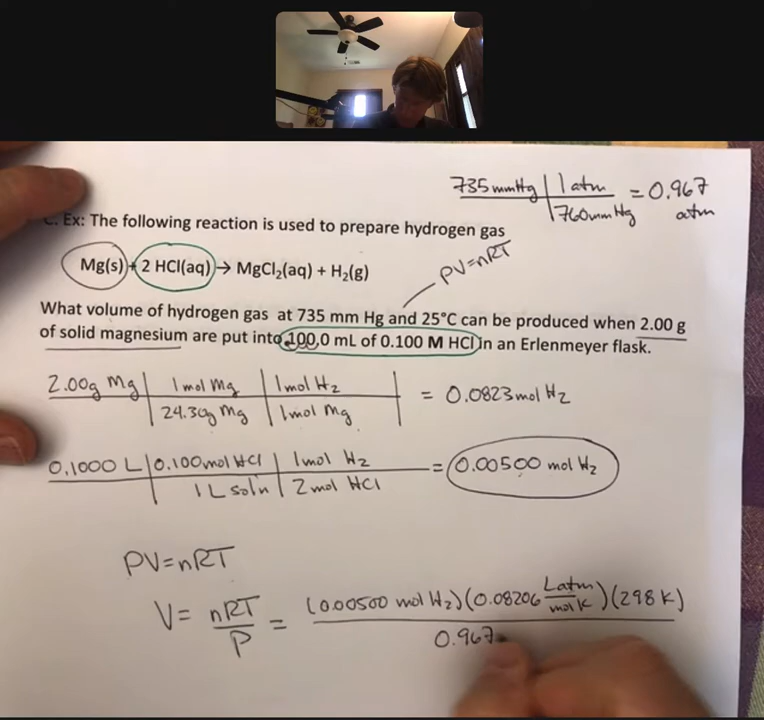 735 mmHg | 1 atm = 0.967
760 mmHg atm
Ex: The following reaction is used to prepare hydrogen gas
Mg(s) + 2 HCl(aq) → MgCl₂(aq) + H₂(g)
PV=nRT
What volume of hydrogen gas at 735 mm Hg and 25°C can be produced when 2.00 g
of solid magnesium are put into 100.0 mL of 0.100 M HCl in an Erlenmeyer flask.
2.00g Mg | 1 mol Mg | 1 mol H₂ | = 0.0823 mol H₂
24.30g Mg | 1 mol Mg
0.1000 L | 0.100 mol HCl | 1 mol H₂ = 0.00500 mol H₂
1 L soln | 2 mol HCl
PV=nRT
V = nRT/P = (0.00500 mol H₂)(0.08206 Latm/molK)(298 K)
0.967